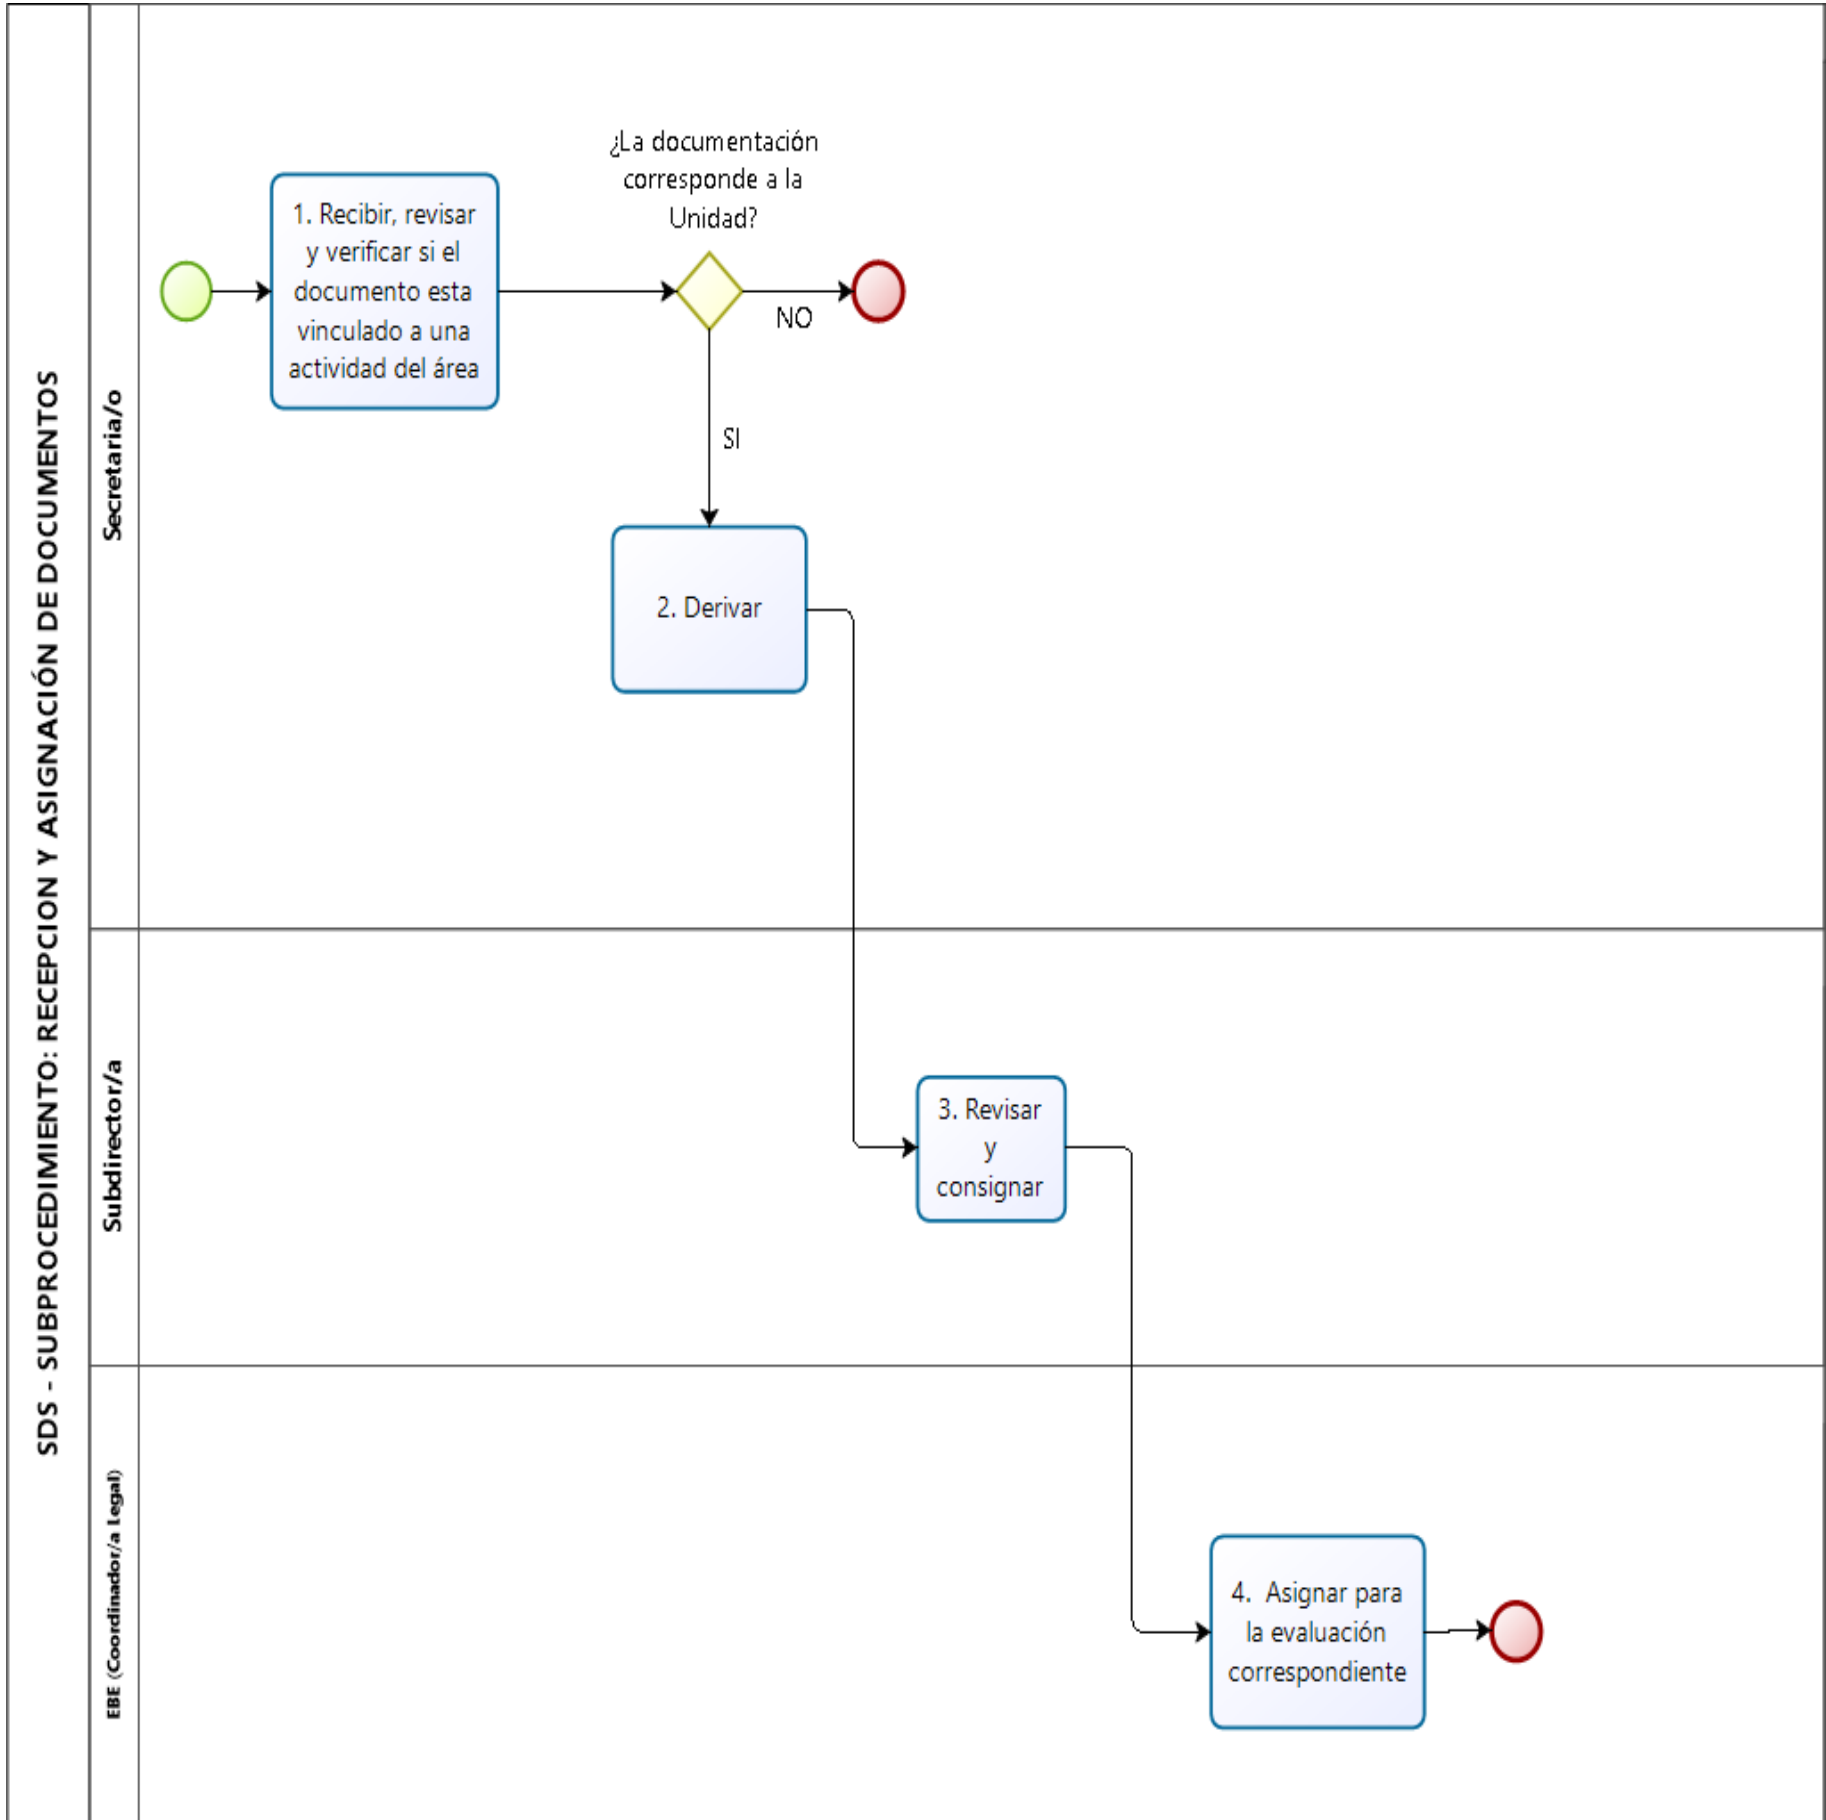 SDS - SUBPROCEDIMIENTO: RECEPCION Y ASIGNACIÓN DE DOCUMENTOS
Secretaria/o
¿La documentación
corresponde a la
Unidad?
1. Recibir, revisar
y verificar si el
documento esta
vinculado a una
actividad del área
NO
SI
2. Derivar
Subdirector/a
3. Revisar
y
consignar
EBE (Coordinador/a Legal)
4.  Asignar para
la evaluación
correspondiente